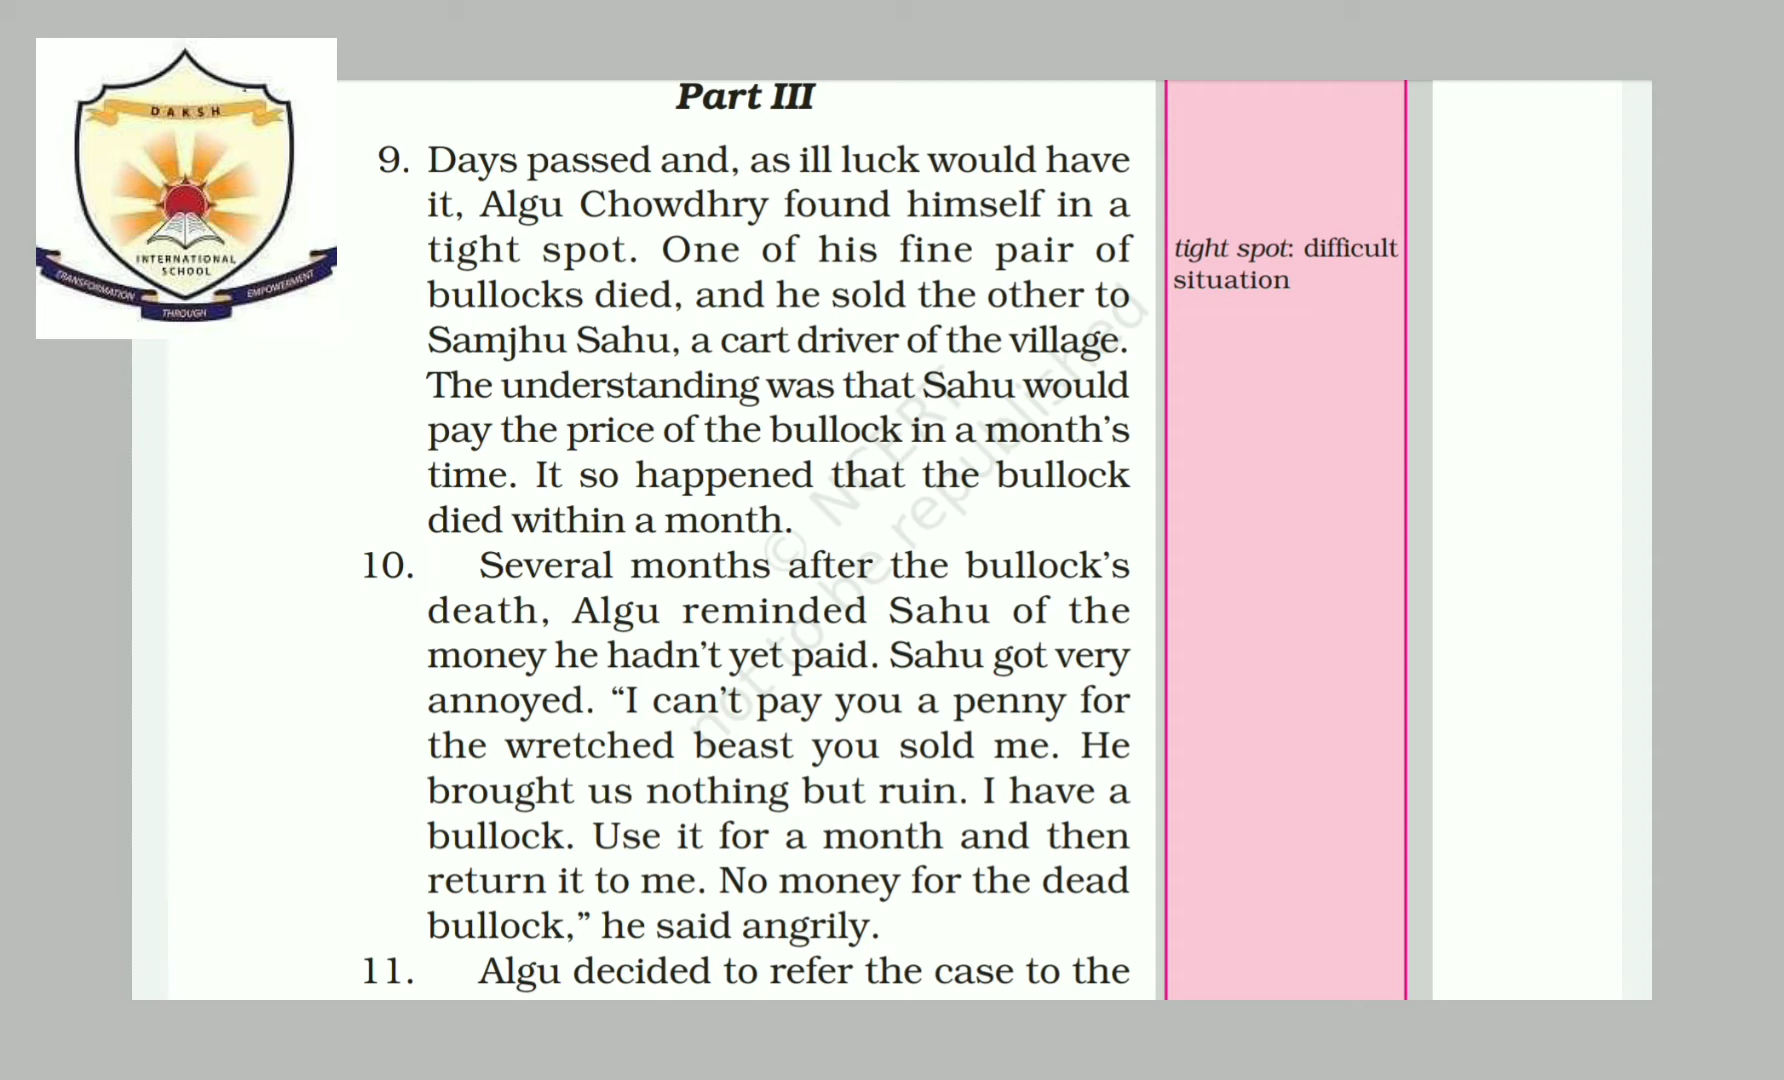 DAKSH
INTERNATIONAL
SCHOOL
TRANSFORMATION
THROUGH
EMPOWERMENT
Part III
9. Days passed and, as ill luck would have
it, Algu Chowdhry found himself in a
tight spot. One of his fine pair of
bullocks died, and he sold the other to
Samjhu Sahu, a cart driver of the village.
The understanding was that Sahu would
pay the price of the bullock in a month’s
time. It so happened that the bullock
died within a month.
10. Several months after the bullock’s
death, Algu reminded Sahu of the
money he hadn’t yet paid. Sahu got very
annoyed. “I can’t pay you a penny for
the wretched beast you sold me. He
brought us nothing but ruin. I have a
bullock. Use it for a month and then
return it to me. No money for the dead
bullock,” he said angrily.
11. Algu decided to refer the case to the
tight spot: difficult
situation
© NCERT
not to be republished